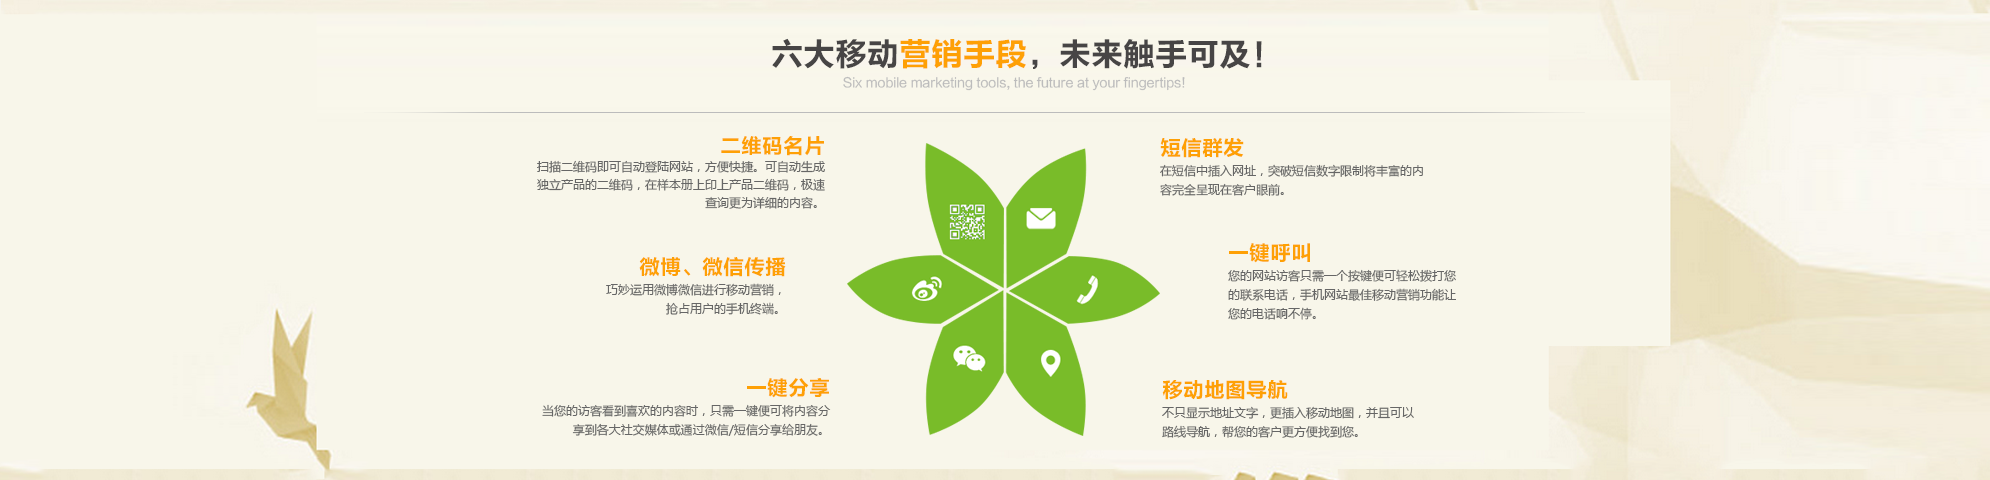 六大移动营销手段，未来触手可及！
Six mobile marketing tools, the future at your fingertips!
二维码名片
扫描二维码即可自动登陆网站，方便快捷。可自动生成
独立产品的二维码，在样本册上印上产品二维码，极速
查询更为详细的内容。
微博、微信传播
巧妙运用微博微信进行移动营销，
抢占用户的手机终端。
一键分享
当您的访客看到喜欢的内容时，只需一键便可将内容分
享到各大社交媒体或通过微信/短信分享给朋友。
短信群发
在短信中插入网址，突破短信数字限制将丰富的内
容完全呈现在客户眼前。
一键呼叫
您的网站访客只需一个按键便可轻松拨打您
的联系电话，手机网站最佳移动营销功能让
您的电话响不停。
移动地图导航
不只显示地址文字，更插入移动地图，并且可以
路线导航，帮您的客户更方便找到您。